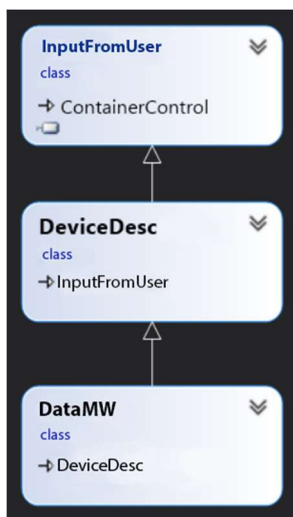 InputFromUser
class
ContainerControl
DeviceDesc
class
InputFromUser
DataMW
class
DeviceDesc